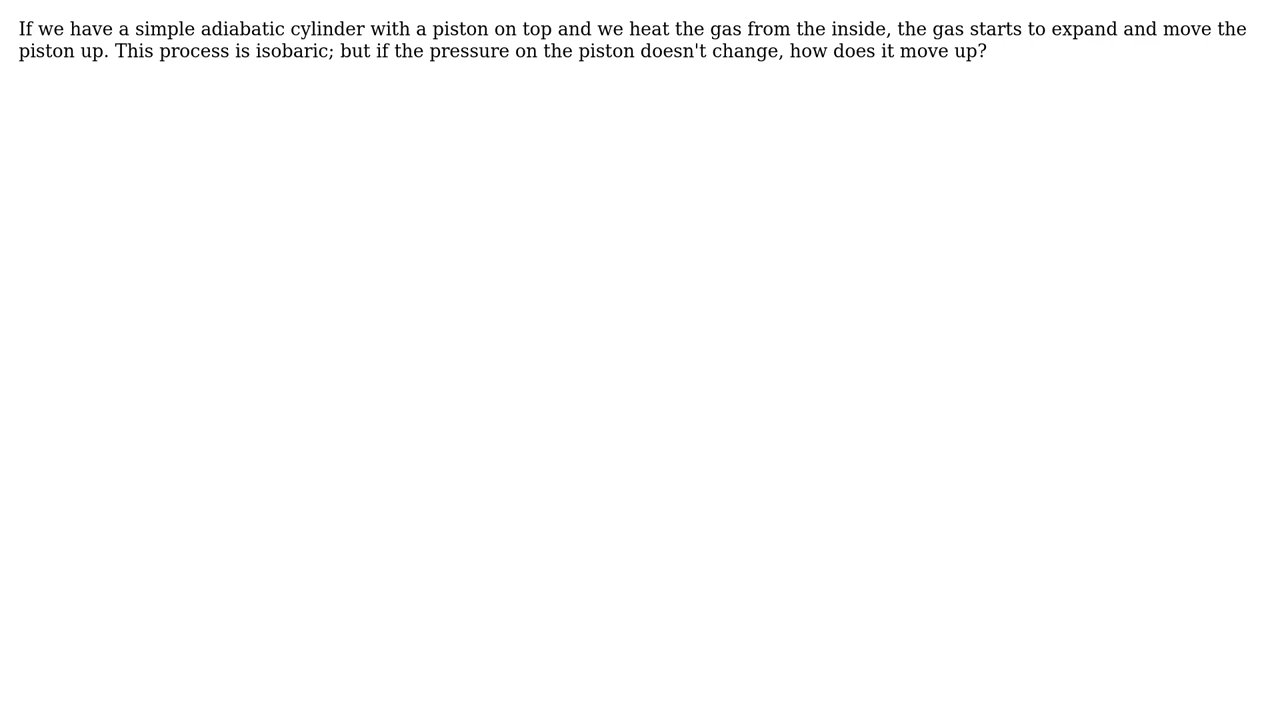 If we have a simple adiabatic cylinder with a piston on top and we heat the gas from the inside, the gas starts to expand and move the
piston up. This process is isobaric; but if the pressure on the piston doesn't change, how does it move up?